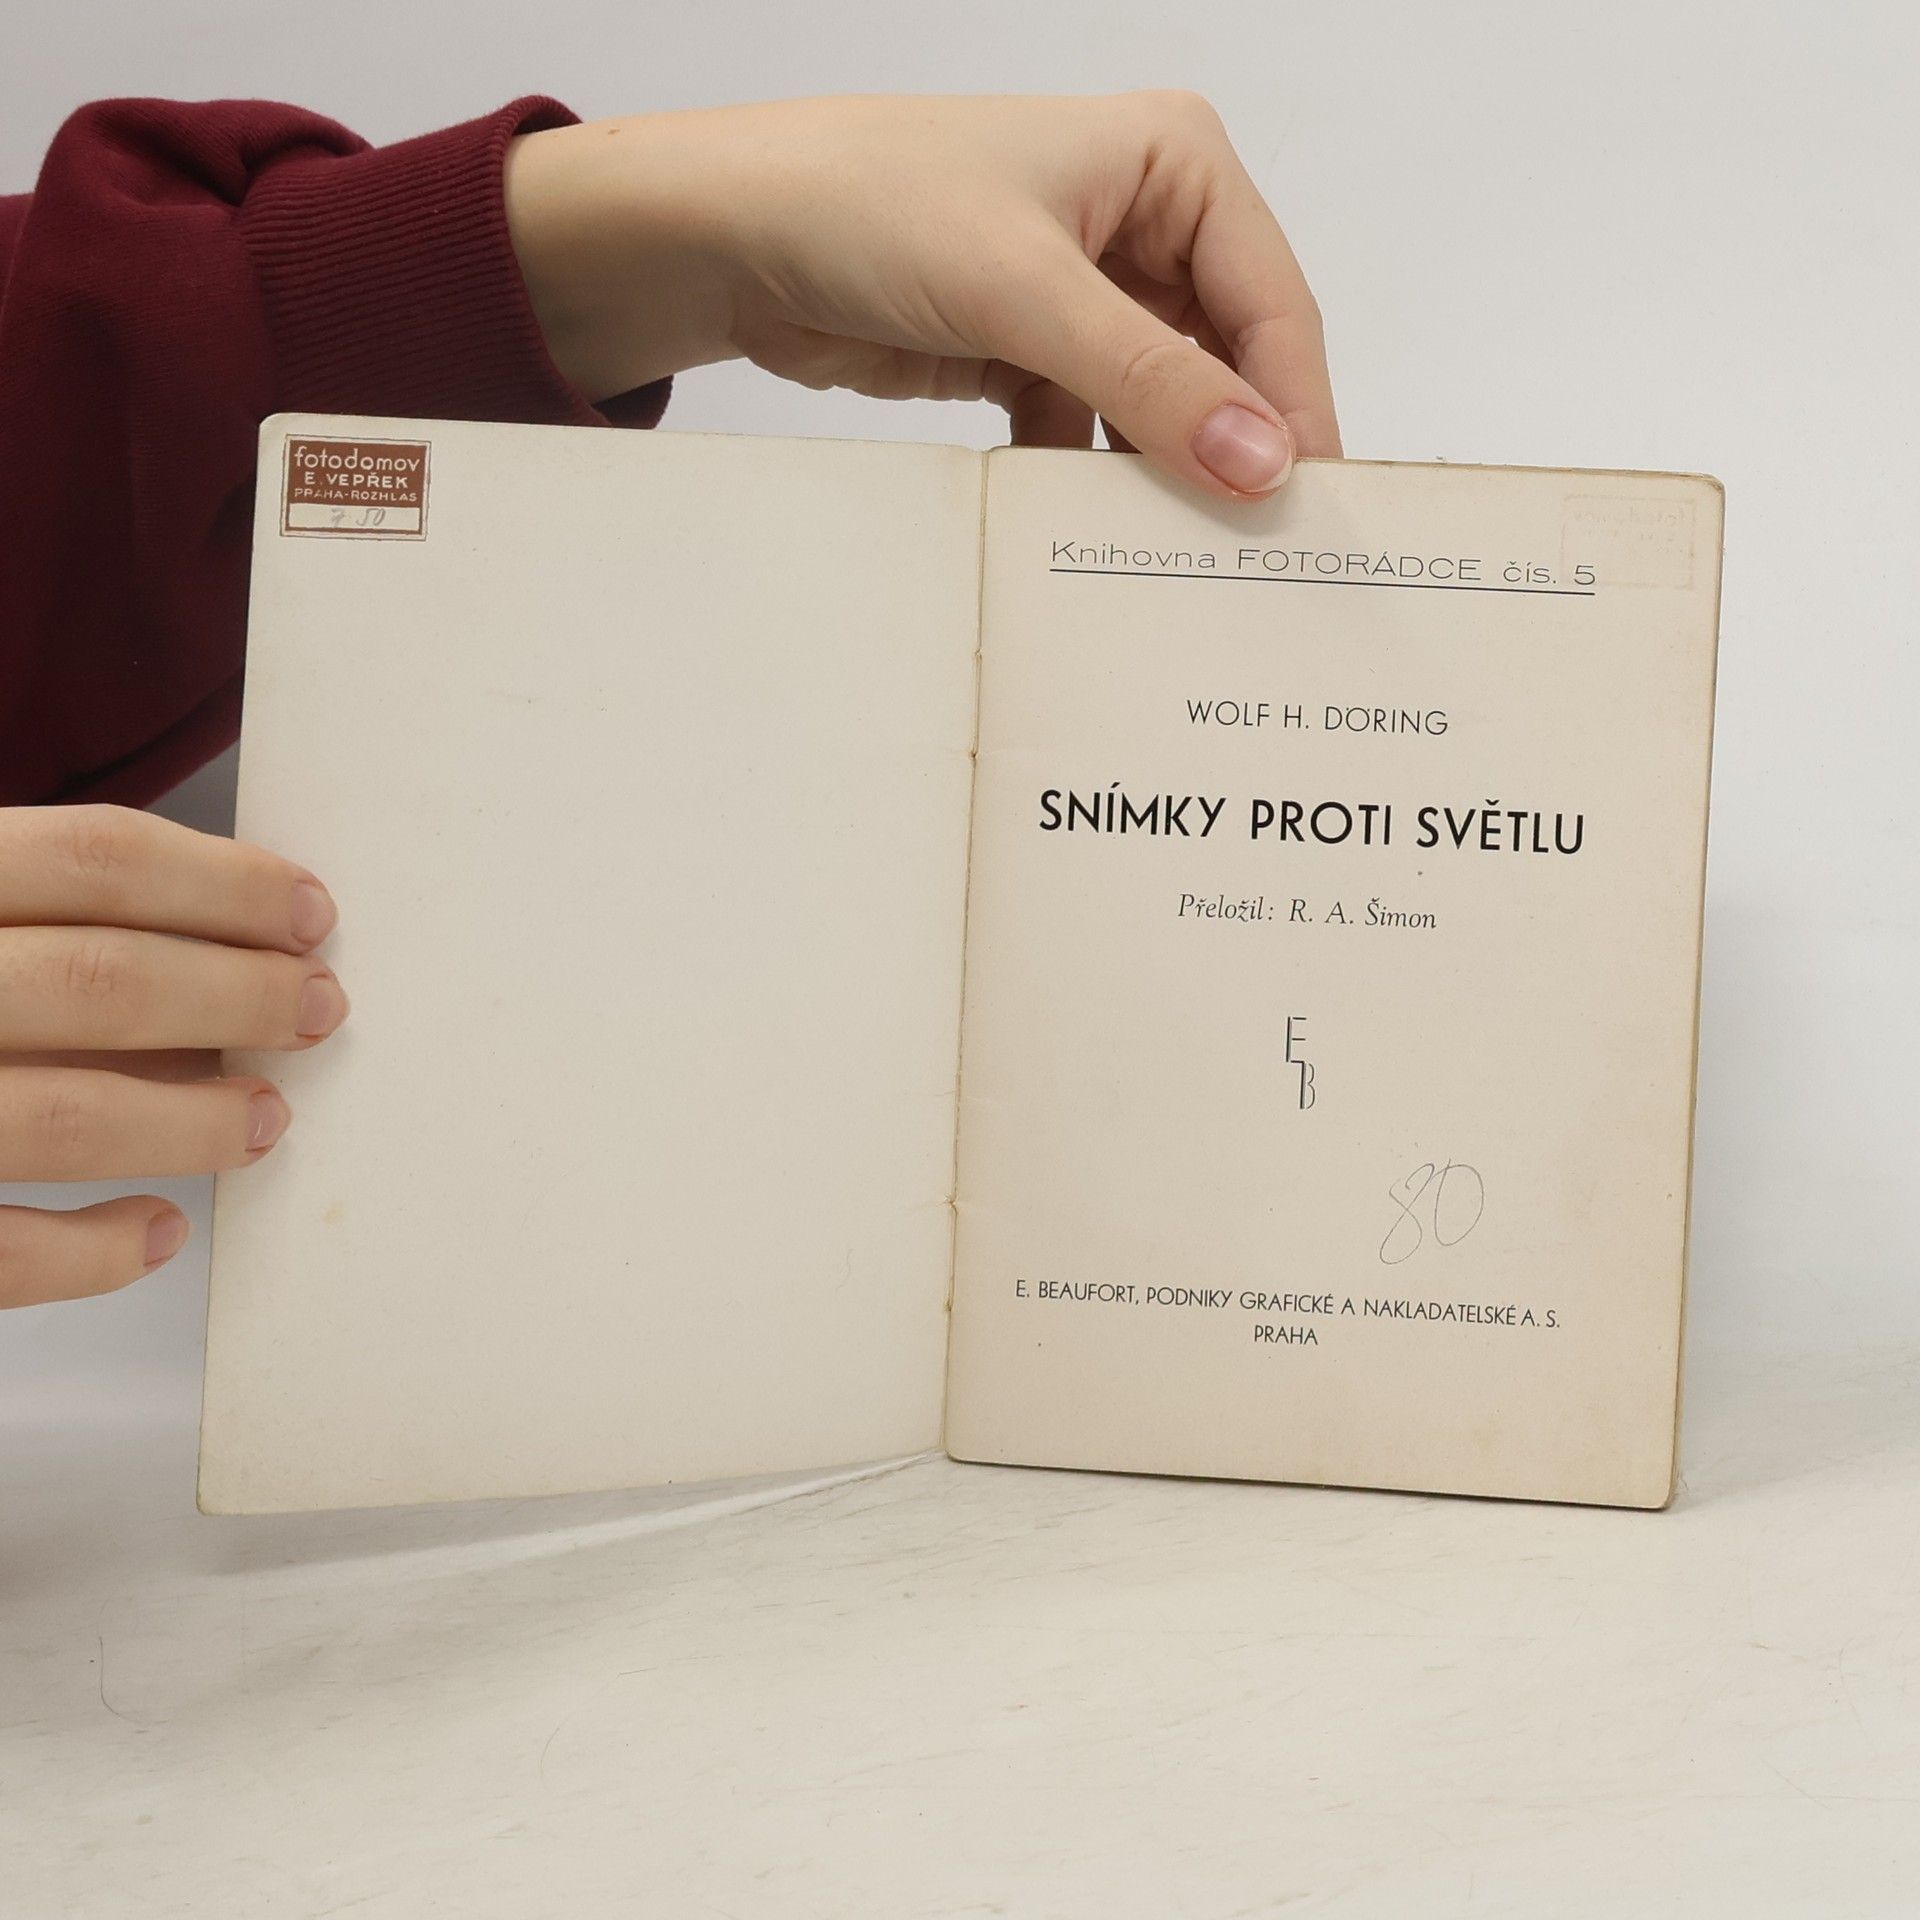 fotodomov
E. VEPŘEK
PRAHA-ROZHLAS
7 50
Knihovna FOTORÁDCE čís. 5
WOLF H. DÖRING
SNÍMKY PROTI SVĚTLU
Přeložil: R. A. Šimon
E
B
80
E. BEAUFORT, PODNIKY GRAFICKÉ A NAKLADATELSKÉ A. S.
PRAHA